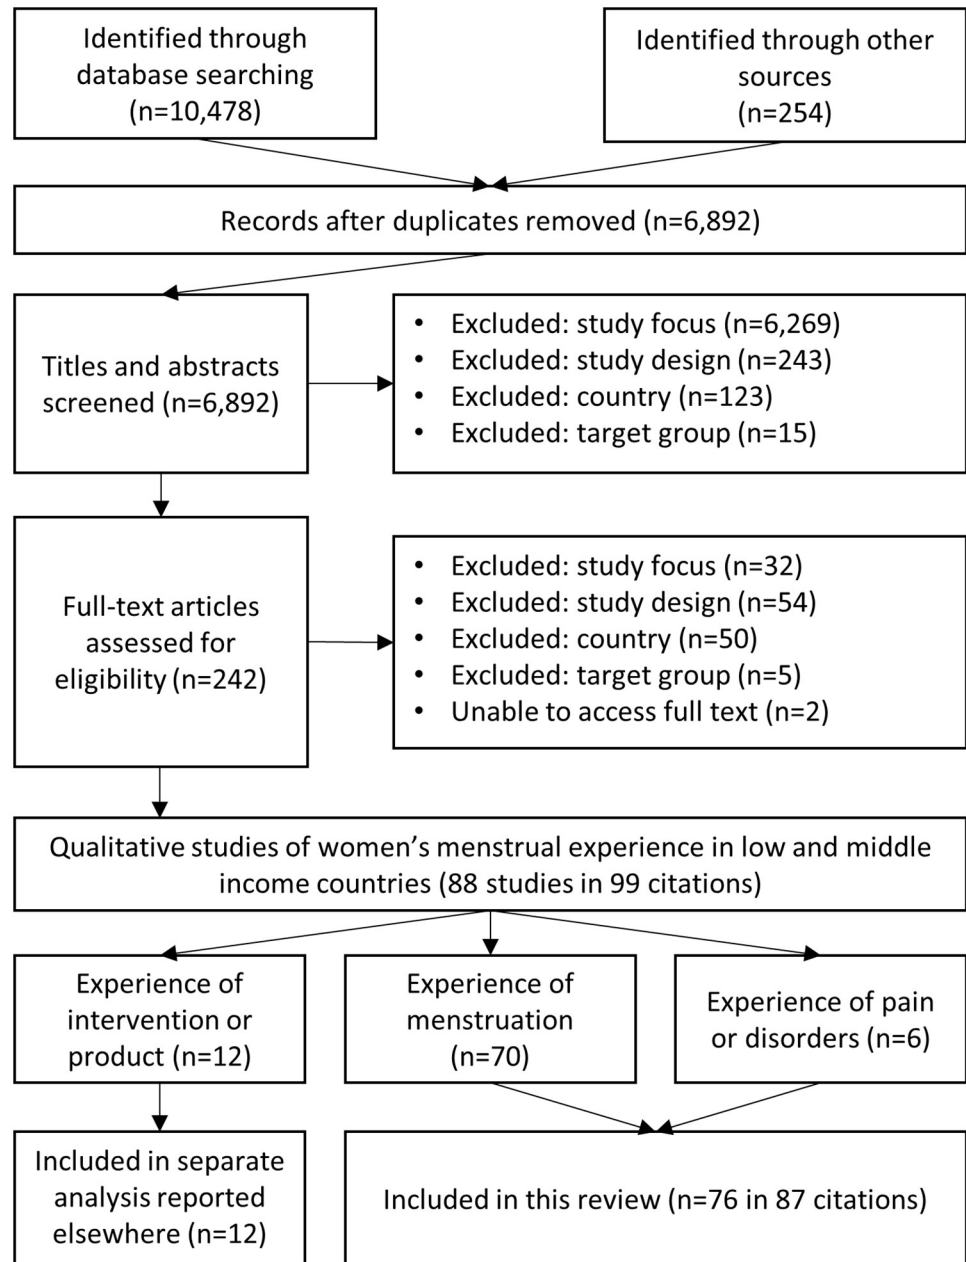 Identified through
database searching
(n=10,478)
Identified through other
sources
(n=254)
Records after duplicates removed (n=6,892)
Titles and abstracts
screened (n=6,892)
• Excluded: study focus (n=6,269)
• Excluded: study design (n=243)
• Excluded: country (n=123)
• Excluded: target group (n=15)
Full-text articles
assessed for
eligibility (n=242)
• Excluded: study focus (n=32)
• Excluded: study design (n=54)
• Excluded: country (n=50)
• Excluded: target group (n=5)
• Unable to access full text (n=2)
Qualitative studies of women’s menstrual experience in low and middle
income countries (88 studies in 99 citations)
Experience of
intervention or
product (n=12)
Experience of
menstruation
(n=70)
Experience of pain
or disorders (n=6)
Included in separate
analysis reported
elsewhere (n=12)
Included in this review (n=76 in 87 citations)